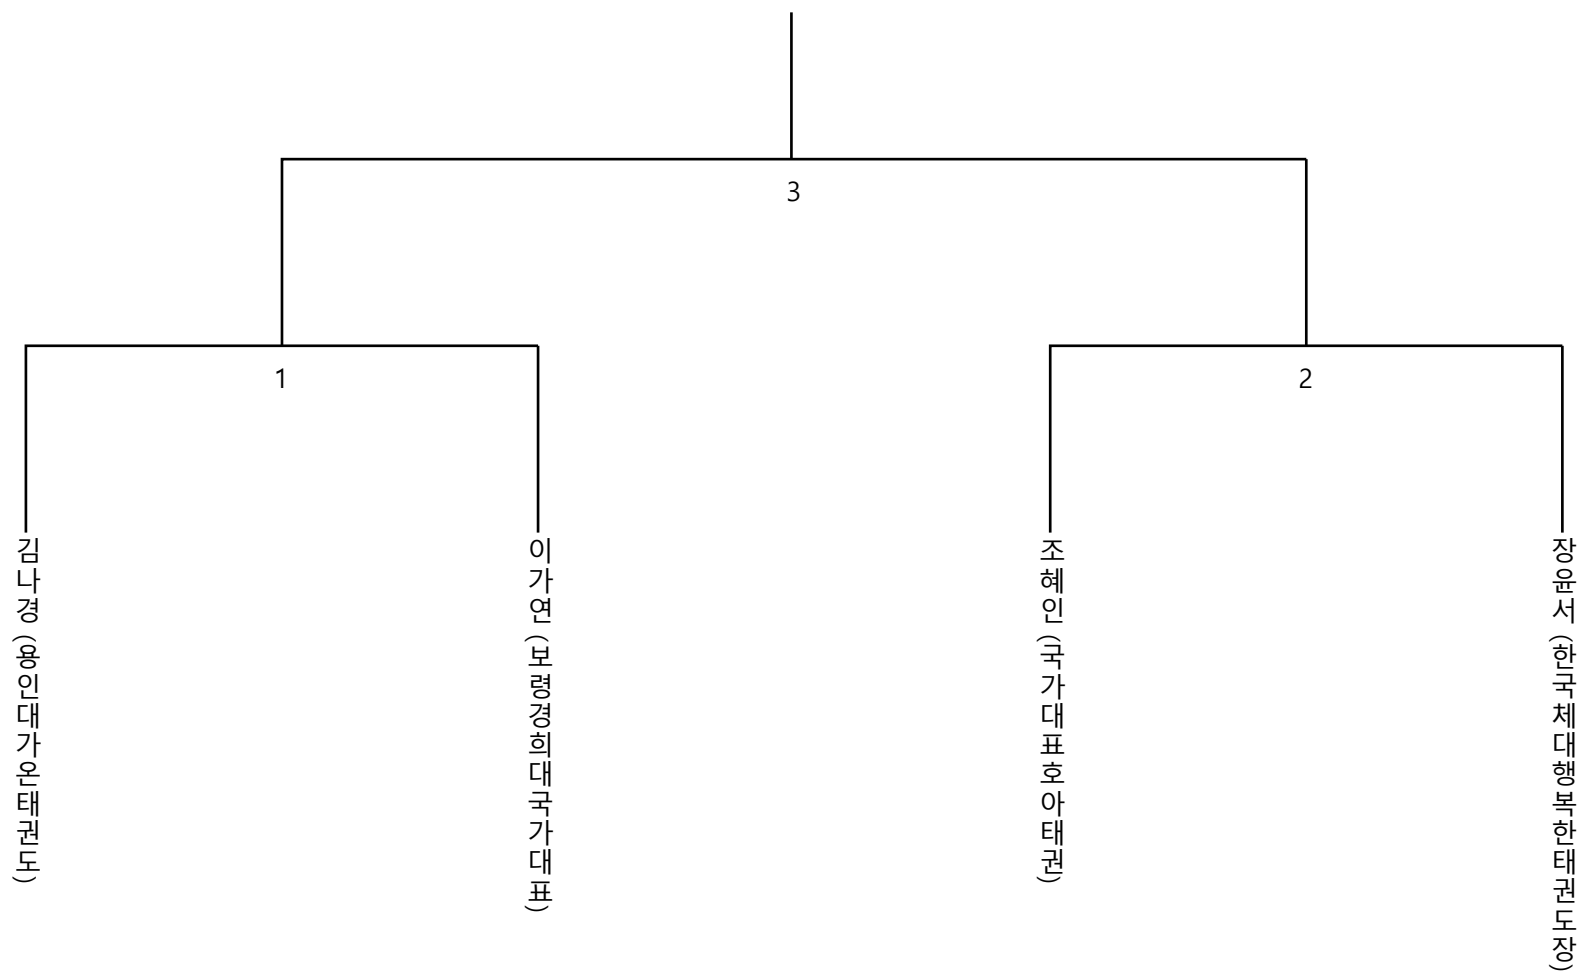 3
1
2
김나경 (용인대가온태권도)
이가연 (보령경희대국가대표)
조혜인 (국가대표호아태권)
장윤서 (한국체대행복한태권도장)